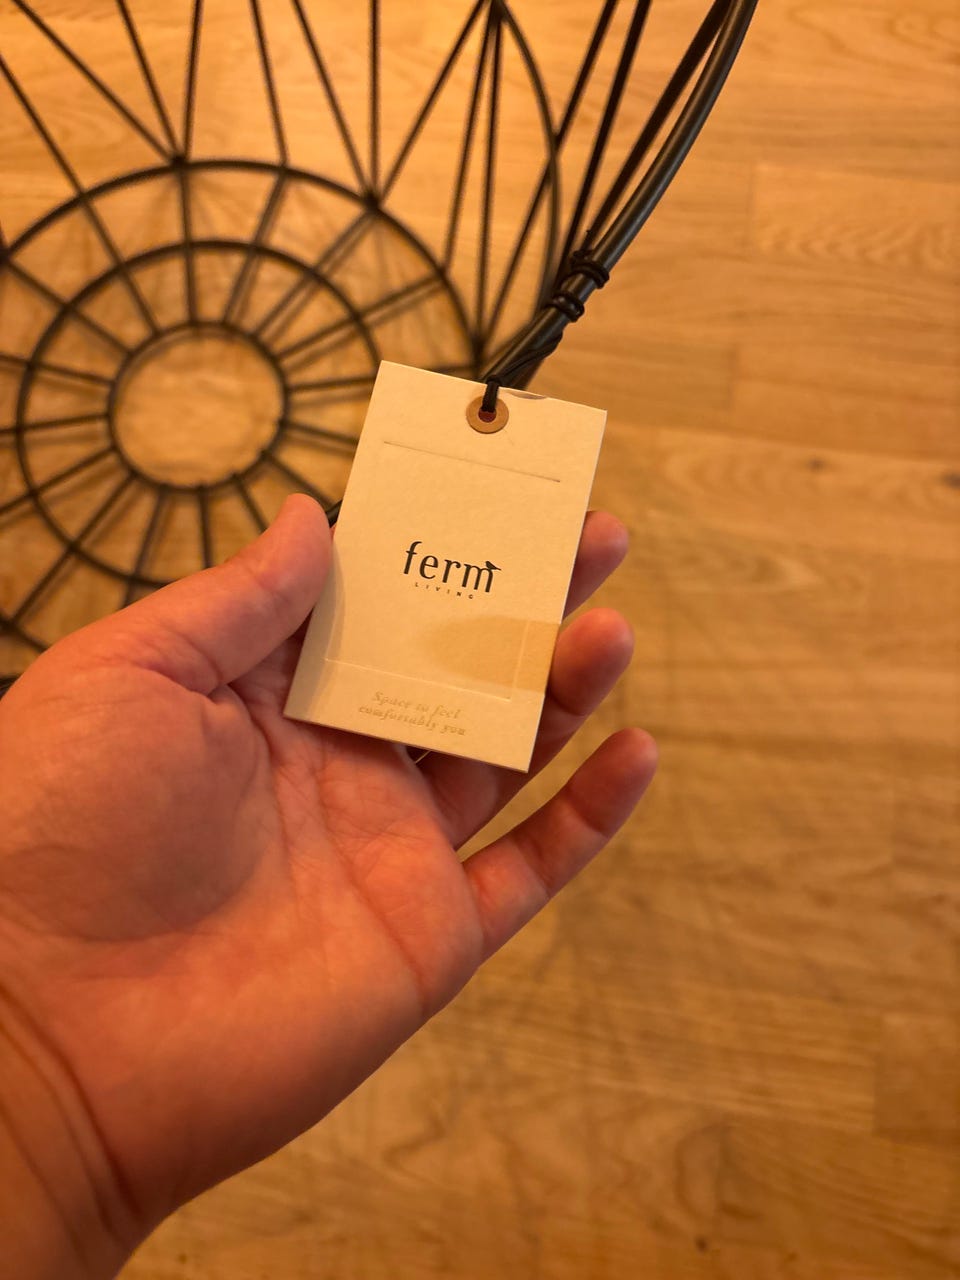 ferm
LIVING
Space to feel
comfortably you